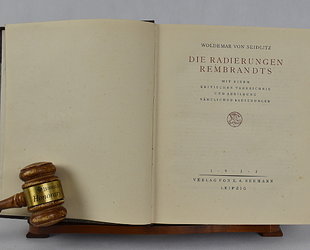 WOLDEMAR VON SEIDLITZ
DIE RADIERUNGEN
REMBRANDTS
MIT EINEM
KRITISCHEN VERZEICHNIS
UND ABBILDUNG
SÄMTLICHER RADIERUNGEN
VERLAG VON E. A. SEEMANN
LEIPZIG